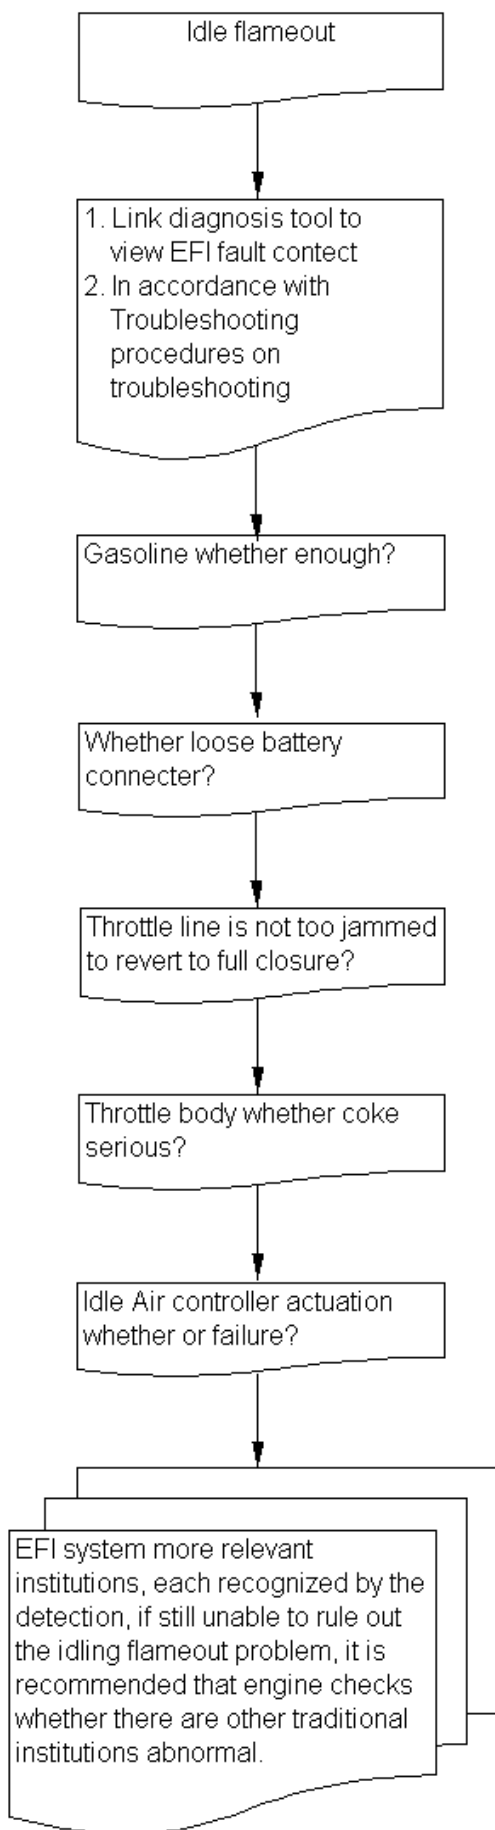 Idle flameout
1. Link diagnosis tool to
view EFI fault contect
2. In accordance with
Troubleshooting
procedures on
troubleshooting
Gasoline whether enough?
Whether loose battery
connecter?
Throttle line is not too jammed
to revert to full closure?
Throttle body whether coke
serious?
Idle Air controller actuation
whether or failure?
EFI system more relevant
institutions, each recognized by the
detection, if still unable to rule out
the idling flameout problem, it is
recommended that engine checks
whether there are other traditional
institutions abnormal.